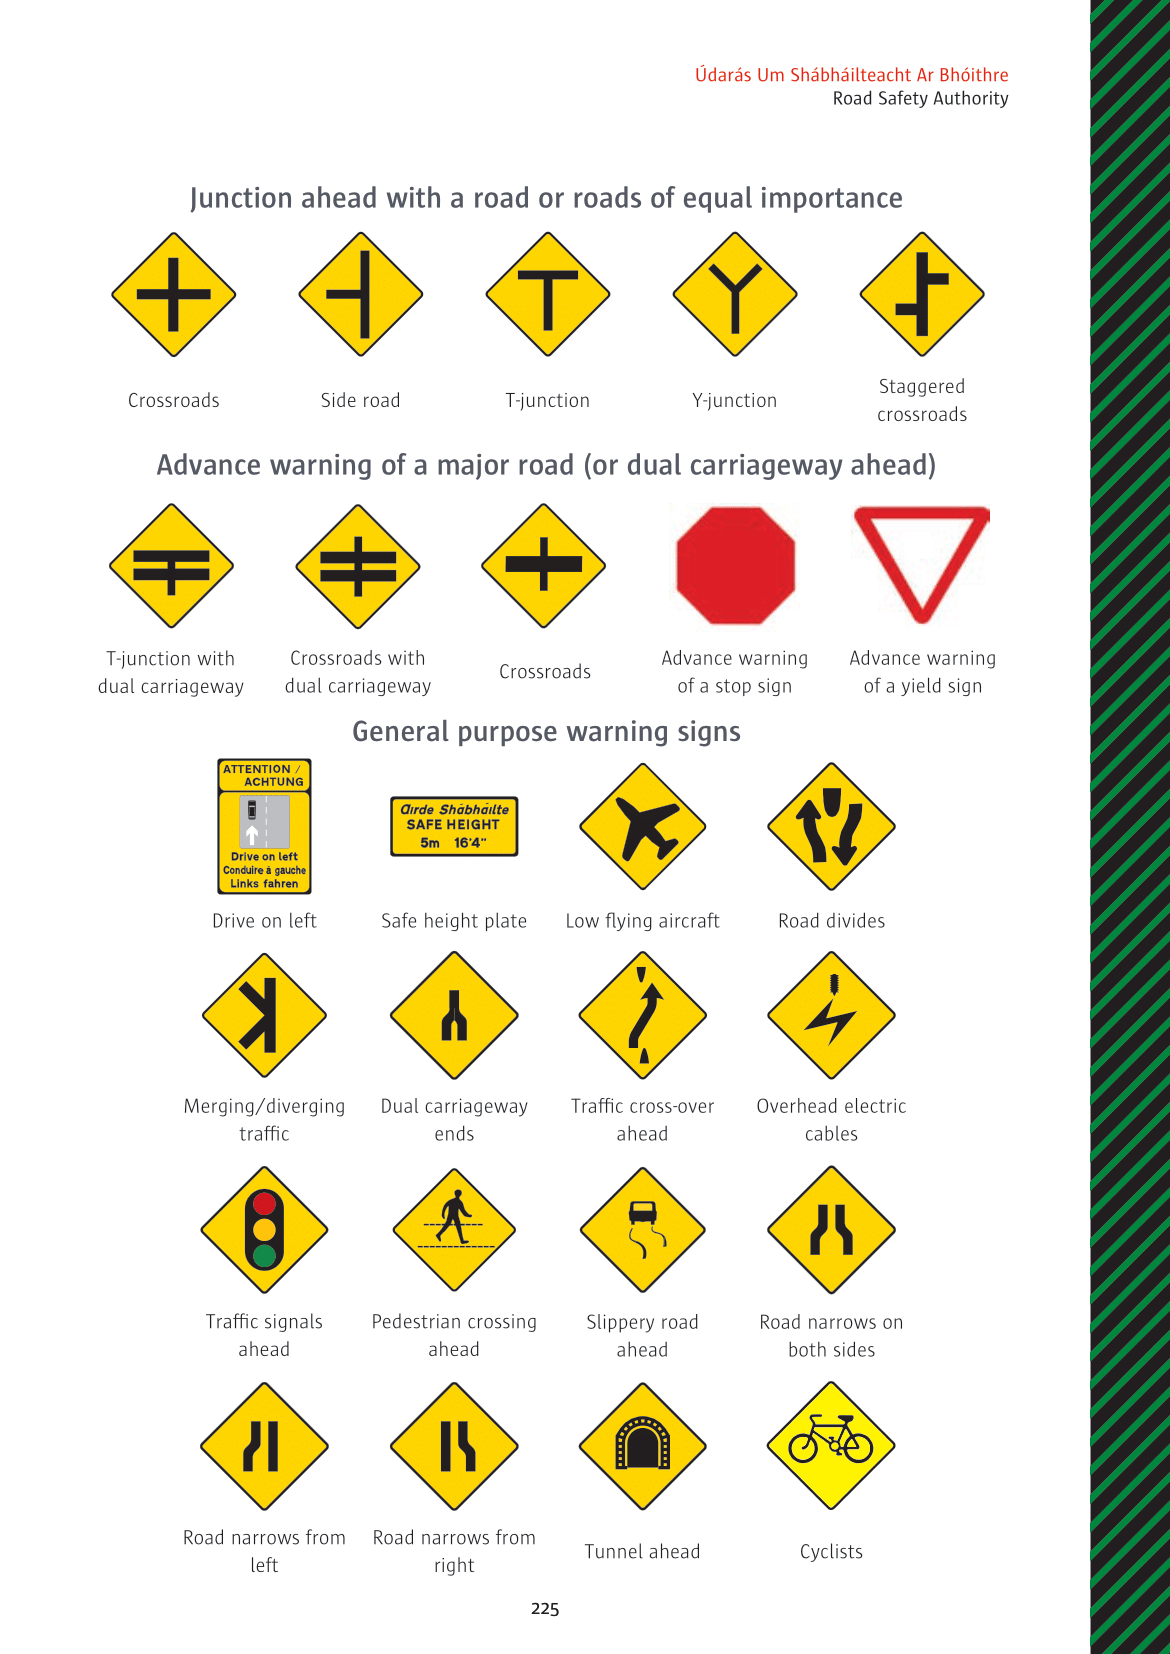 Údarás Um Shábháilteacht Ar Bhóithre
Road Safety Authority
Junction ahead with a road or roads of equal importance
Crossroads
Side road
T-junction
Y-junction
Staggered
crossroads
Advance warning of a major road (or dual carriageway ahead)
T-junction with
dual carriageway
Crossroads with
dual carriageway
Crossroads
Advance warning
of a stop sign
Advance warning
of a yield sign
General purpose warning signs
ATTENTION /
ACHTUNG
Drive on left
Conduire à gauche
Links fahren
Airde Shábháilte
SAFE HEIGHT
5m 16'4"
Drive on left
Safe height plate
Low flying aircraft
Road divides
Merging/diverging
traffic
Dual carriageway
ends
Traffic cross-over
ahead
Overhead electric
cables
Traffic signals
ahead
Pedestrian crossing
ahead
Slippery road
ahead
Road narrows on
both sides
Road narrows from
left
Road narrows from
right
Tunnel ahead
Cyclists
225